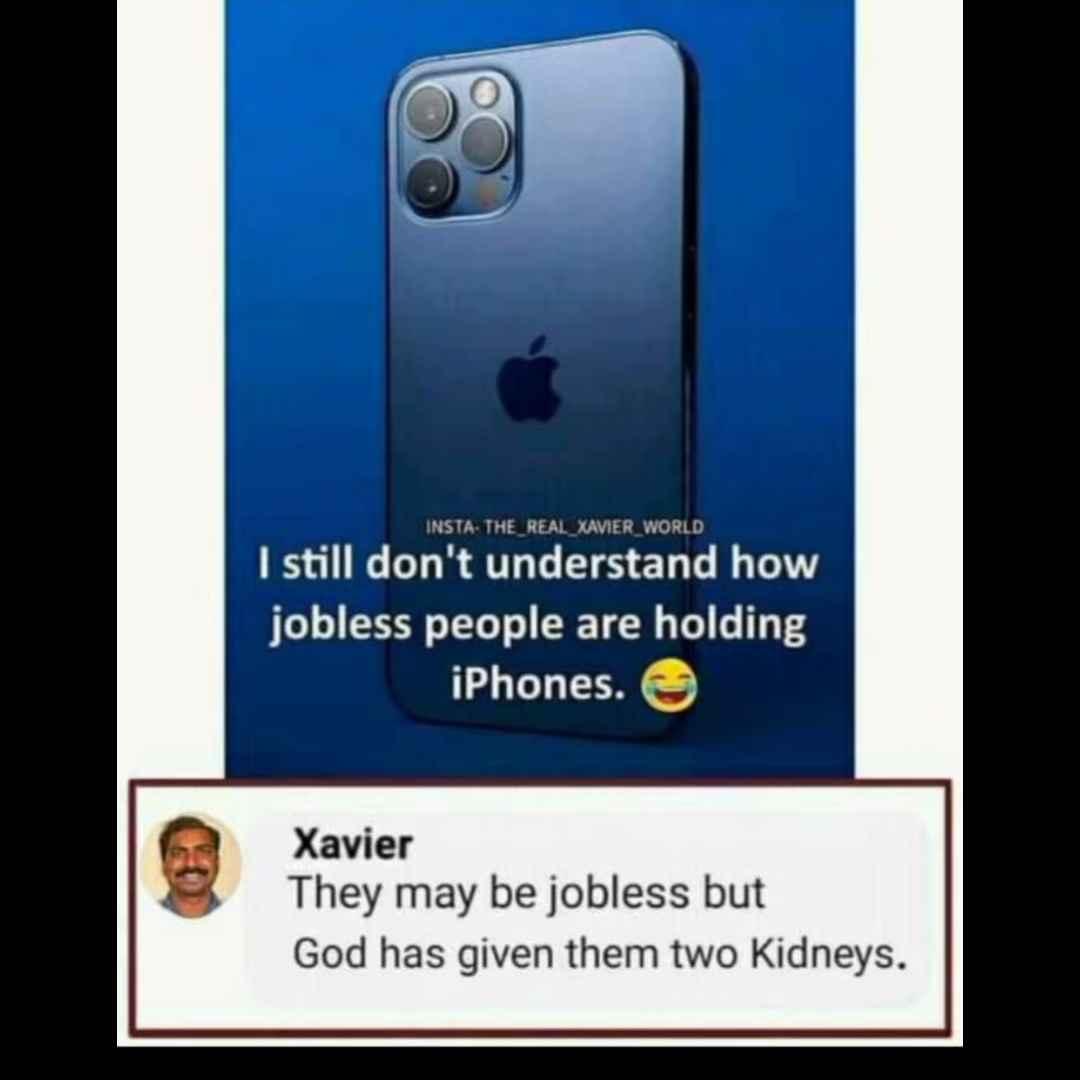 INSTA- THE_REAL_XAVIER_WORLD
I still don't understand how
jobless people are holding
iPhones. 😂
Xavier
They may be jobless but
God has given them two Kidneys.